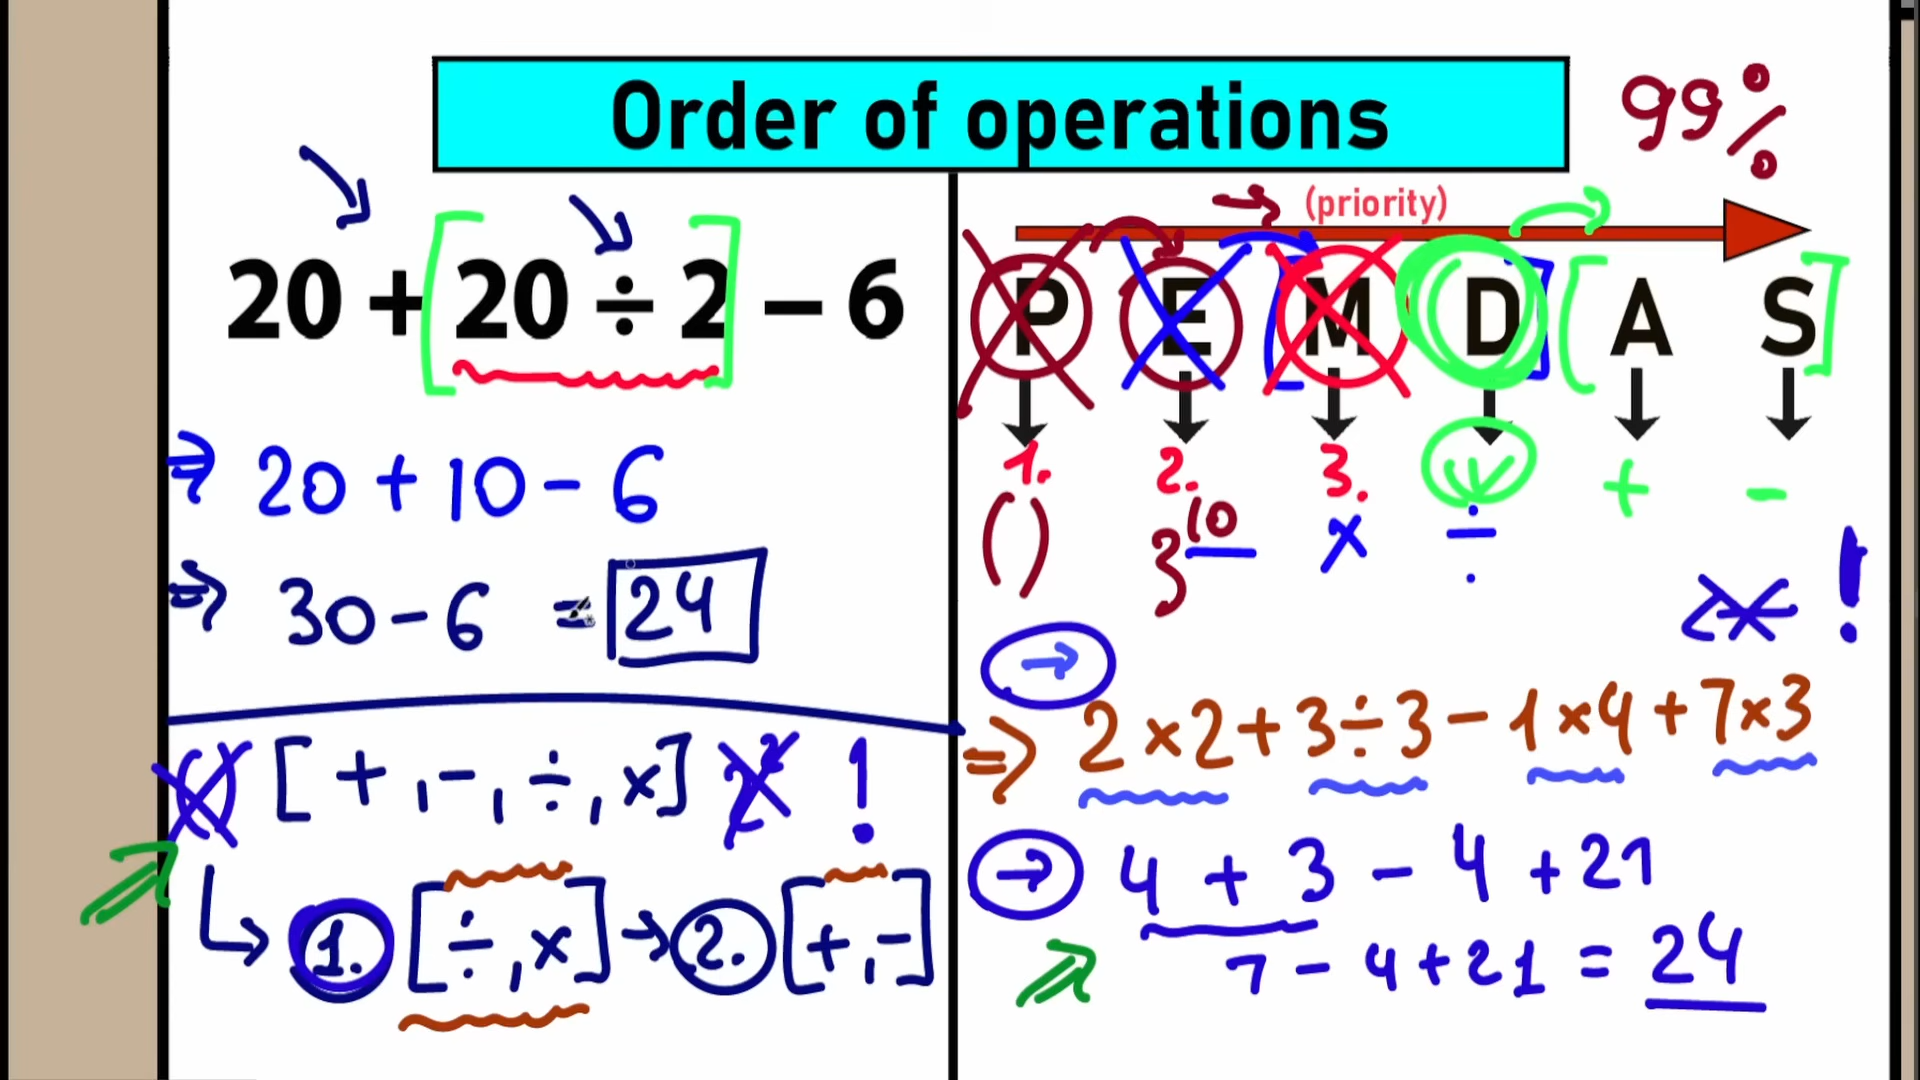 Order of operations
99%
20 + [20 ÷ 2] – 6
⇒ 20 + 10 - 6
⇒ 30 - 6 = 24
( ) [ + , - , ÷ , × ] 2² !
1. [ ÷ , × ] → 2. [ + , - ]
(priority)
P E [M D] [A S]
1. 2. 3.
( ) 3¹⁰ × ÷ + -
!
→
⇒ 2 × 2 + 3 ÷ 3 - 1 × 4 + 7 × 3
→ 4 + 3 - 4 + 21
7 - 4 + 21 = 24